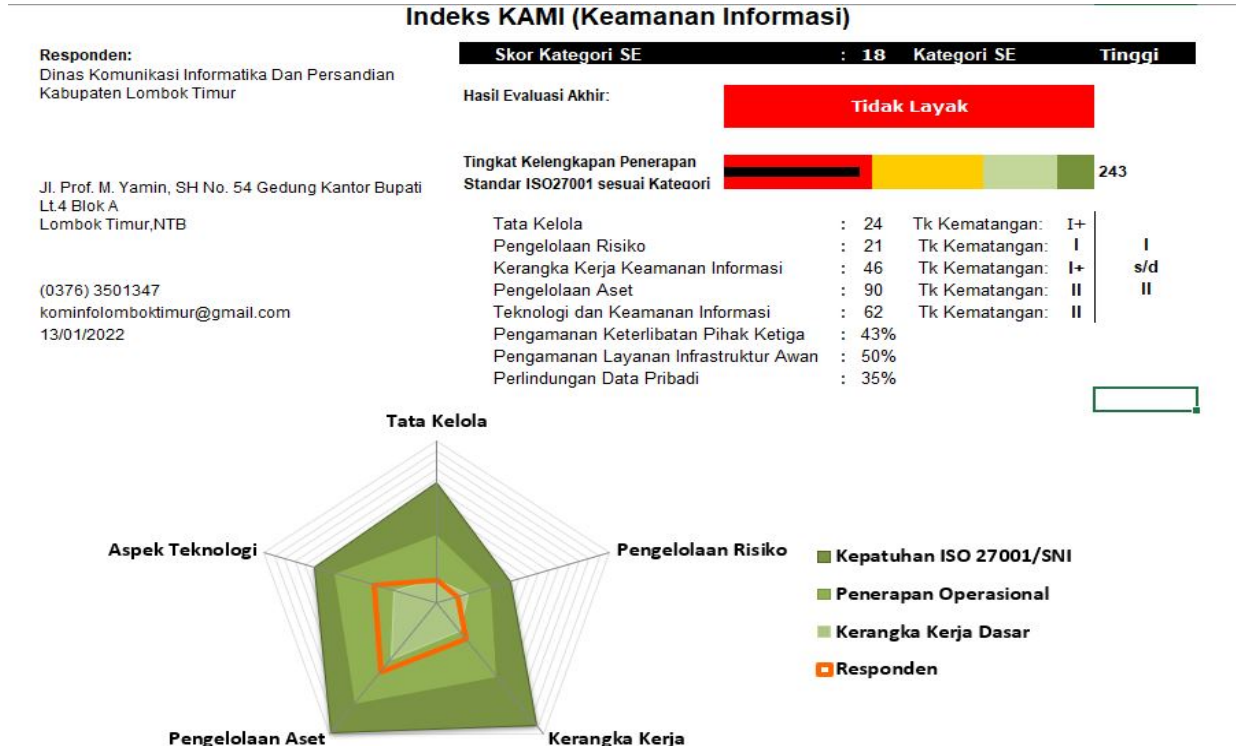 Indeks KAMI (Keamanan Informasi)
Responden:
Dinas Komunikasi Informatika Dan Persandian
Kabupaten Lombok Timur
Jl. Prof. M. Yamin, SH No. 54 Gedung Kantor Bupati
Lt.4 Blok A
Lombok Timur,NTB
(0376) 3501347
kominfolomboktimur@gmail.com
13/01/2022
Skor Kategori SE : 18 Kategori SE Tinggi
Hasil Evaluasi Akhir: Tidak Layak
Tingkat Kelengkapan Penerapan
Standar ISO27001 sesuai Kategori
243
Tata Kelola : 24 Tk Kematangan: I+
Pengelolaan Risiko : 21 Tk Kematangan: I I
Kerangka Kerja Keamanan Informasi : 46 Tk Kematangan: I+ s/d
Pengelolaan Aset : 90 Tk Kematangan: II II
Teknologi dan Keamanan Informasi : 62 Tk Kematangan: II
Pengamanan Keterlibatan Pihak Ketiga : 43%
Pengamanan Layanan Infrastruktur Awan : 50%
Perlindungan Data Pribadi : 35%
Tata Kelola
Pengelolaan Risiko
Kerangka Kerja
Pengelolaan Aset
Aspek Teknologi
Kepatuhan ISO 27001/SNI
Penerapan Operasional
Kerangka Kerja Dasar
Responden